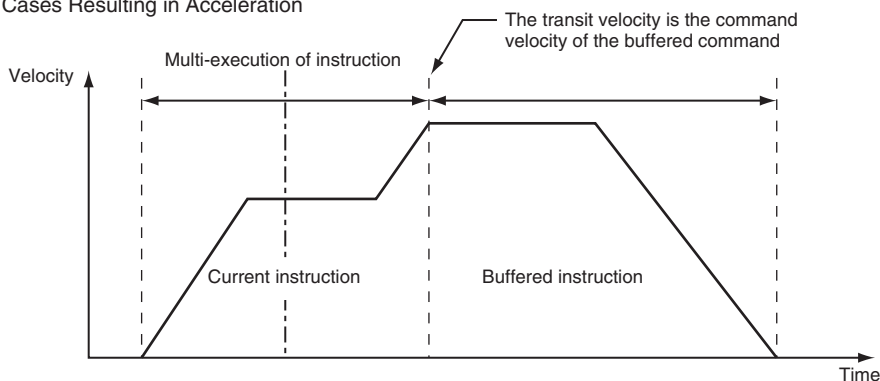 Cases Resulting in Acceleration
The transit velocity is the command
velocity of the buffered command
Multi-execution of instruction
Velocity
Current instruction
Buffered instruction
Time